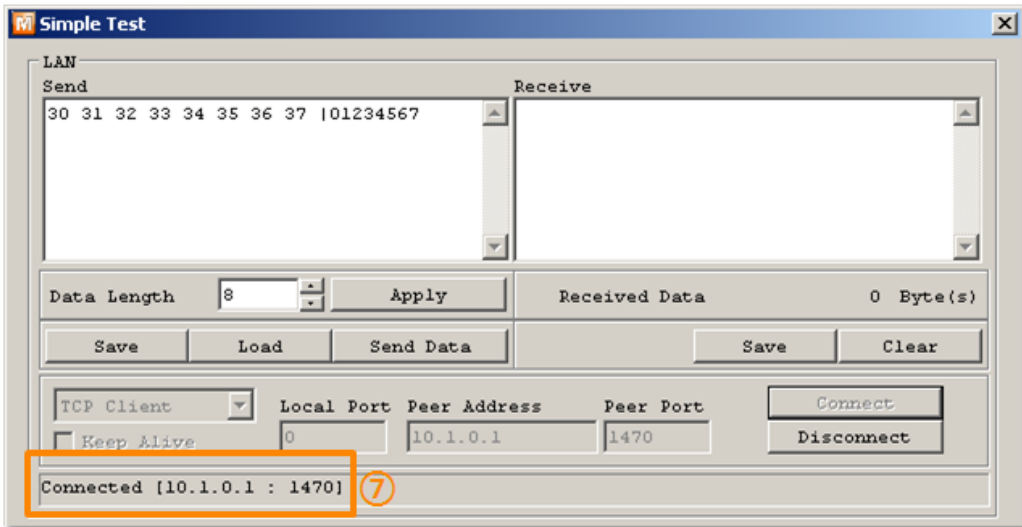 Simple Test
LAN
Send
Receive
30 31 32 33 34 35 36 37 |01234567
Data Length 8 Apply
Received Data 0 Byte(s)
Save Load Send Data
Save Clear
TCP Client
Local Port Peer Address Peer Port
Connect
Keep Alive
0 10.1.0.1 1470
Disconnect
Connected [10.1.0.1 : 1470] ⑦